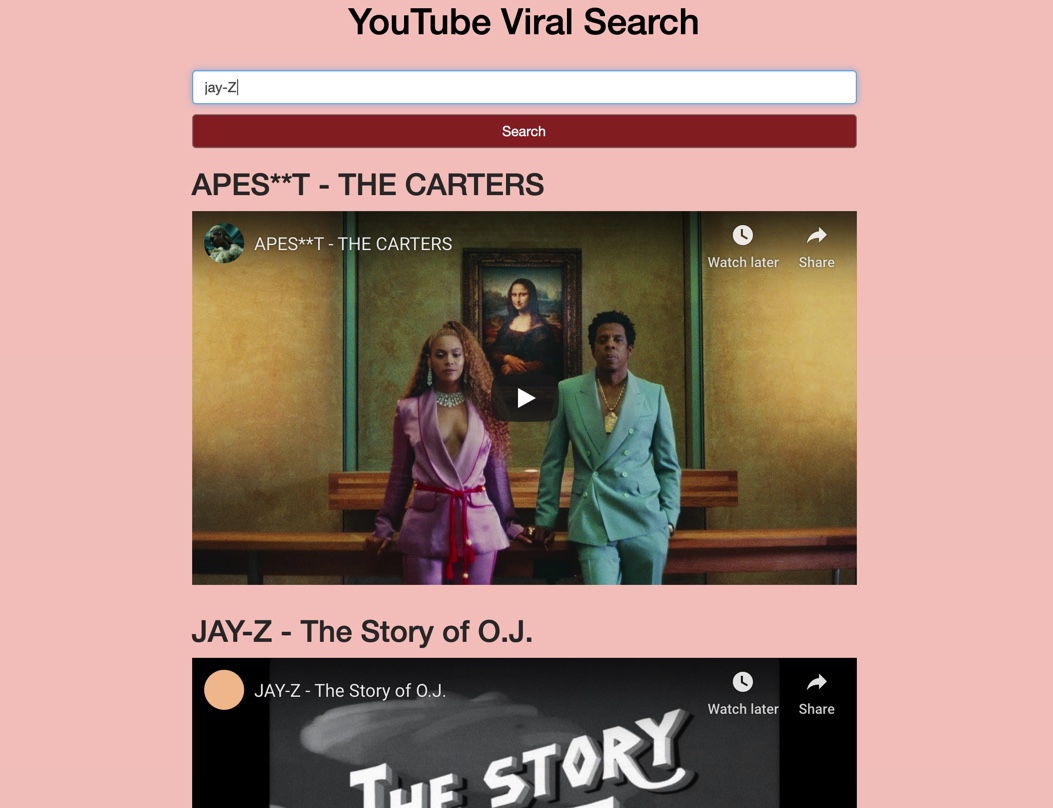 YouTube Viral Search
jay-Z
Search
APES**T - THE CARTERS
APES**T - THE CARTERS
Watch later
Share
JAY-Z - The Story of O.J.
JAY-Z - The Story of O.J.
Watch later
Share
THE STORY